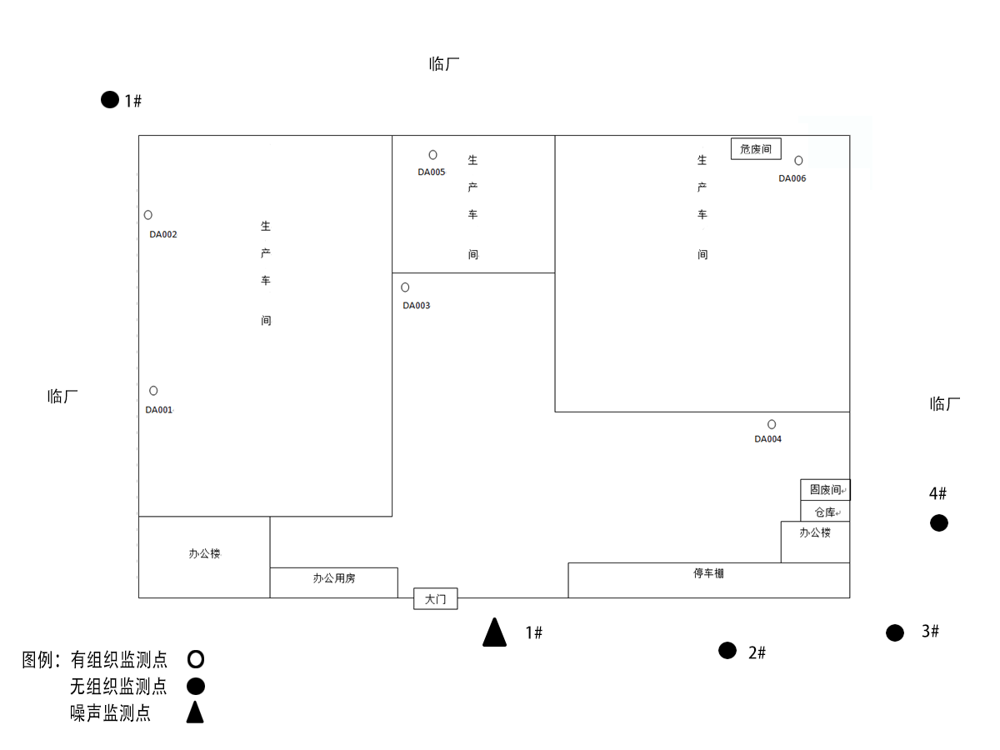 临厂
1#
危废间
DA005
DA006
生产车间
生产车间
DA002
生产车间
DA003
临厂
DA001
临厂
DA004
固废间
4#
仓库
办公楼
办公楼
停车棚
办公用房
大门
1#
3#
2#
图例：有组织监测点
无组织监测点
噪声监测点